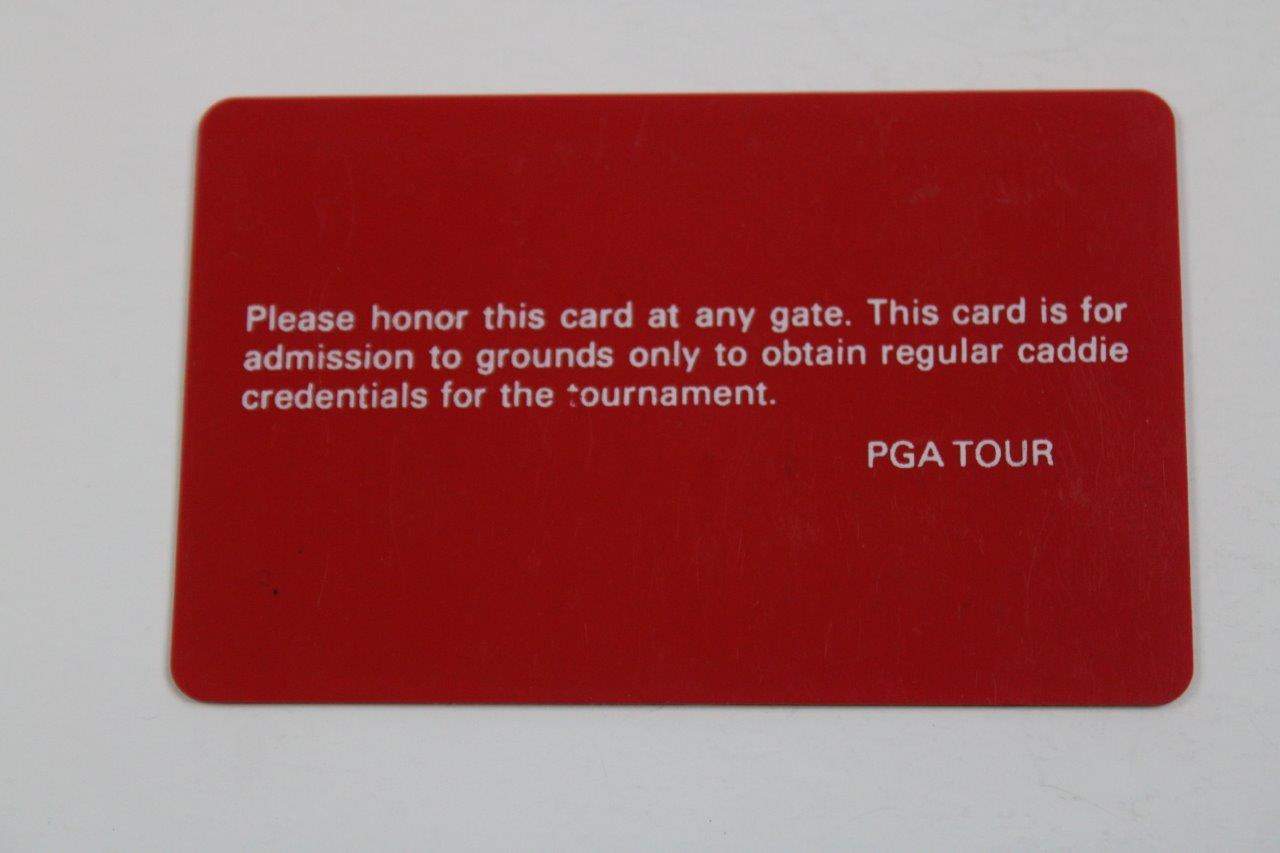 Please honor this card at any gate. This card is for
admission to grounds only to obtain regular caddie
credentials for the tournament.
PGA TOUR